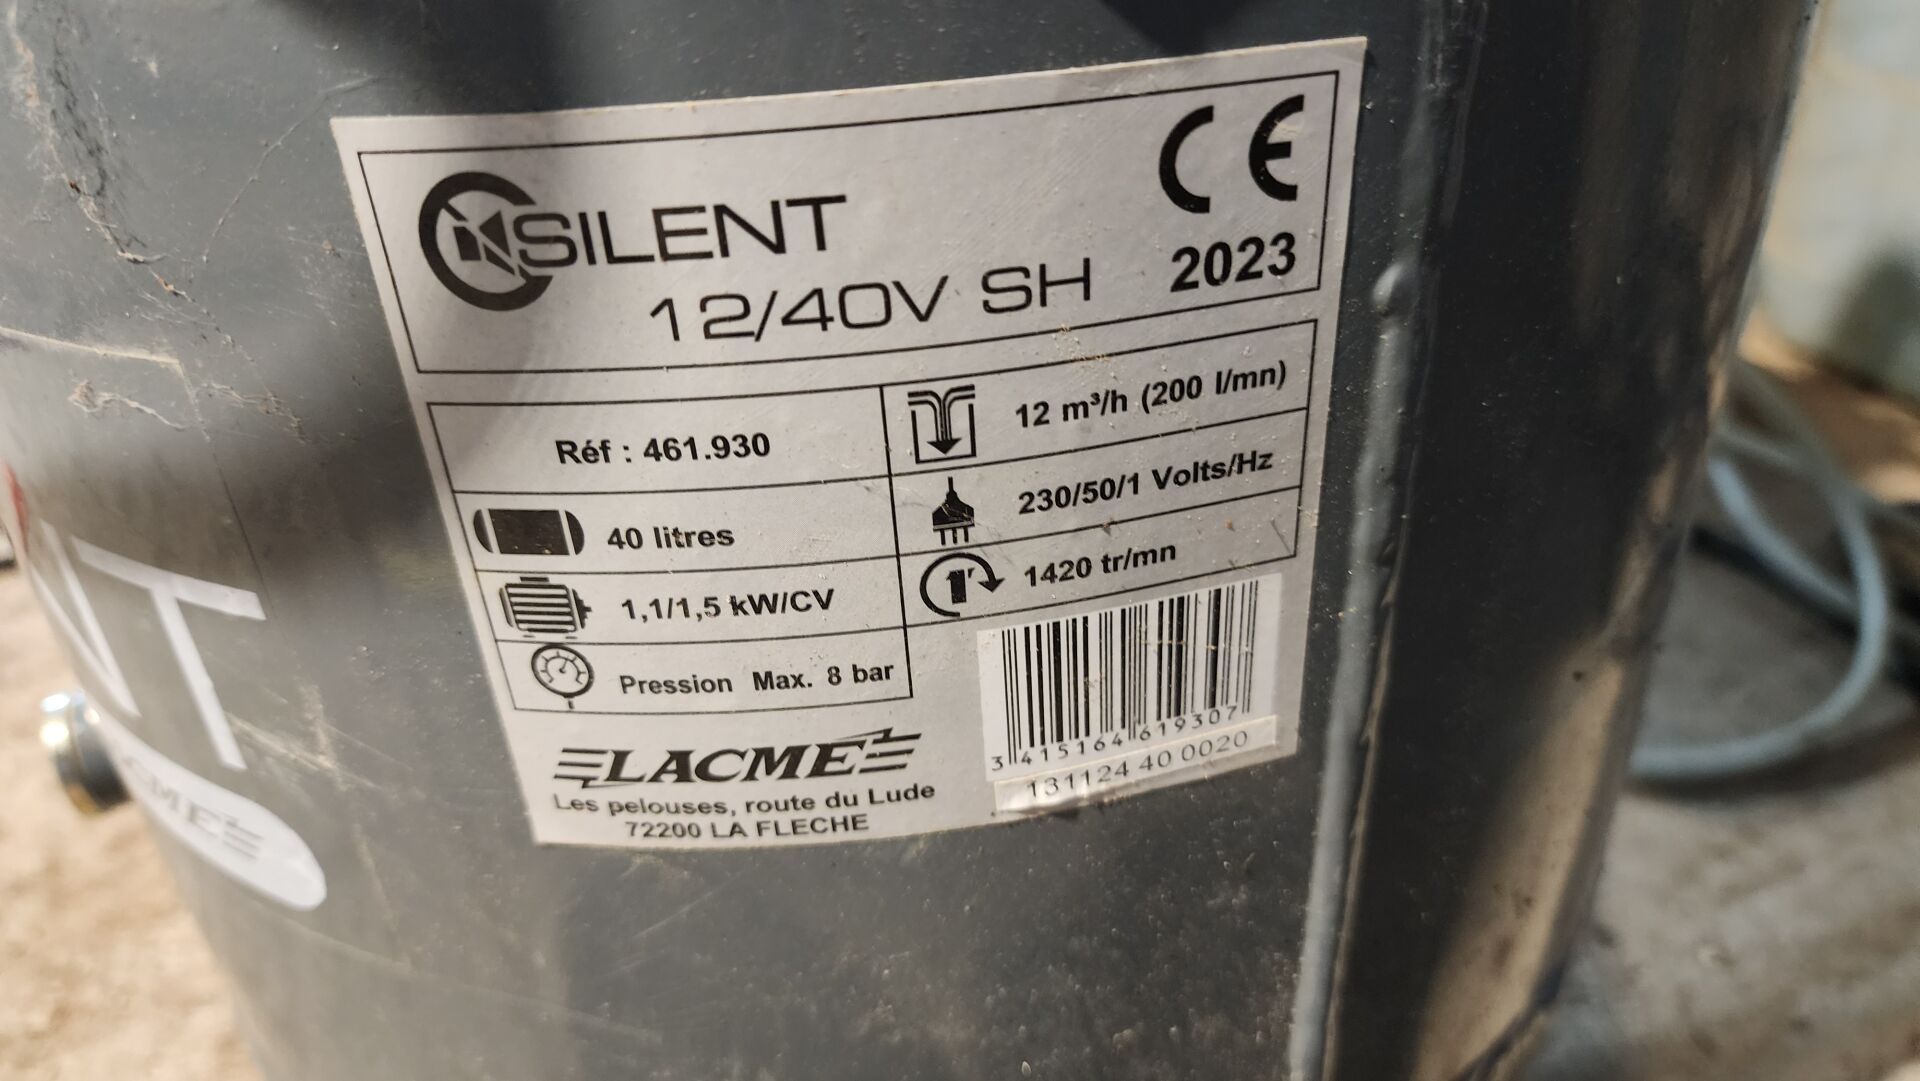 SILENT
12/40V SH
CE
2023
Réf : 461.930
40 litres
1,1/1,5 kW/CV
Pression Max. 8 bar
12 m³/h (200 l/mn)
230/50/1 Volts/Hz
1420 tr/mn
LACME
Les pelouses, route du Lude
72200 LA FLECHE
3 415164 619307
131124 40 0020
NT
CME